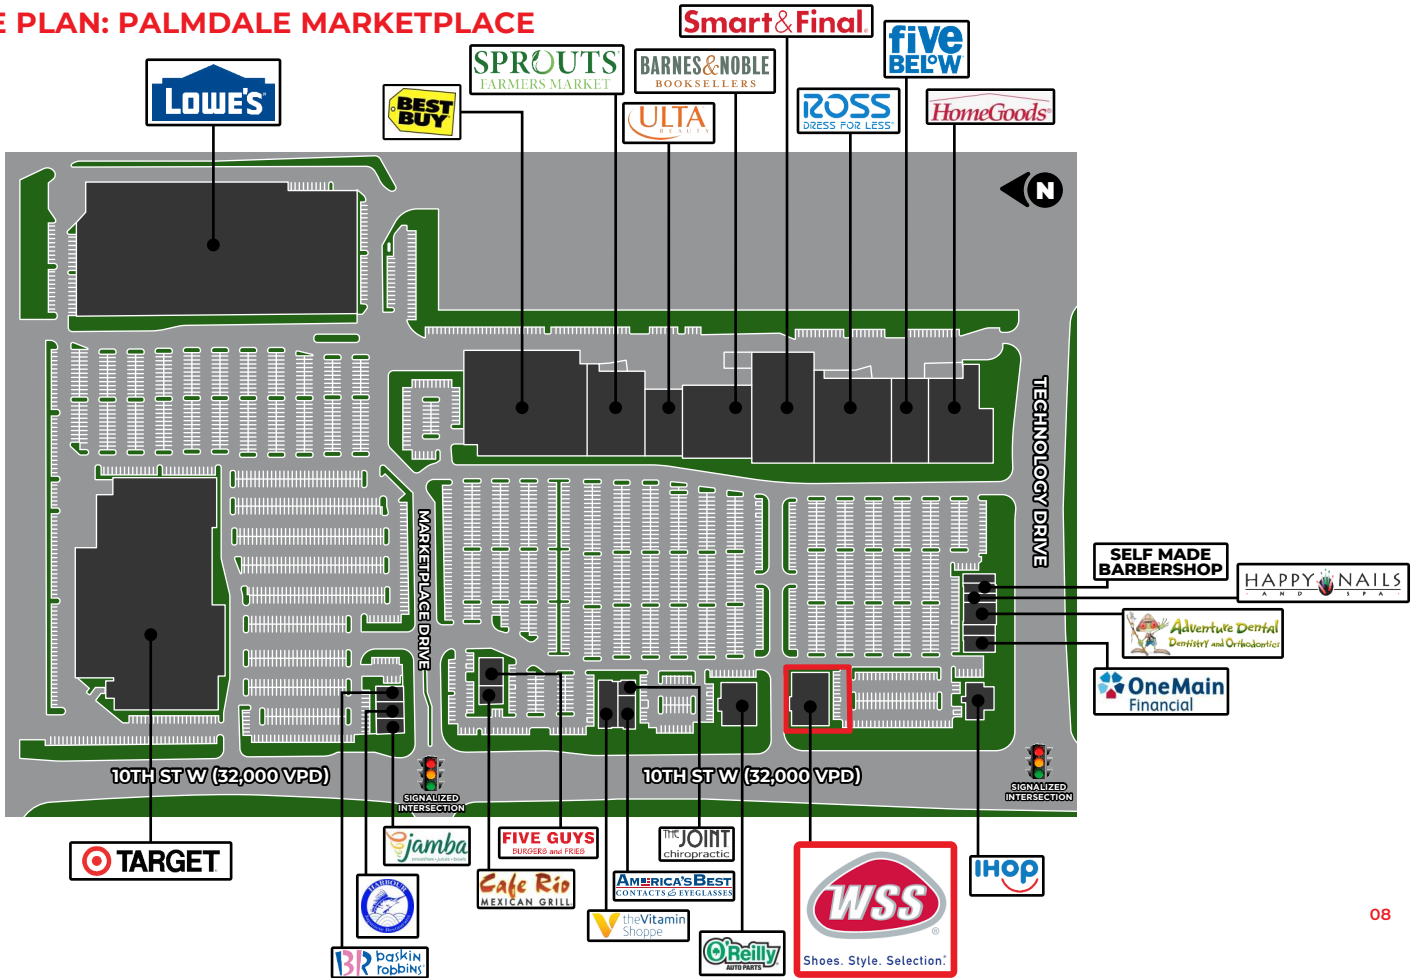 E PLAN: PALMDALE MARKETPLACE
Smart&Final.
five
BELOW
SPROUTS
FARMERS MARKET
BARNES&NOBLE
BOOKSELLERS
LOWE'S
BEST
BUY
ULTA
BEAUTY
ROSS
DRESS FOR LESS
HomeGoods
N
TECHNOLOGY DRIVE
MARKETPLACE DRIVE
SELF MADE
BARBERSHOP
HAPPY NAILS
AND SPA
Adventure Dental
Dentistry and Orthodontics
OneMain
Financial
10TH ST W (32,000 VPD)
10TH ST W (32,000 VPD)
SIGNALIZED
INTERSECTION
SIGNALIZED
INTERSECTION
TARGET
jamba
FIVE GUYS
BURGERS and FRIES
THE JOINT
chiropractic
IHOP
Cafe Rio
MEXICAN GRILL
AMERICA'S BEST
CONTACTS & EYEGLASSES
WSS
Shoes. Style. Selection.
HARBOUR
theVitamin
Shoppe
O'Reilly
AUTO PARTS
BR baskin
robbins
08